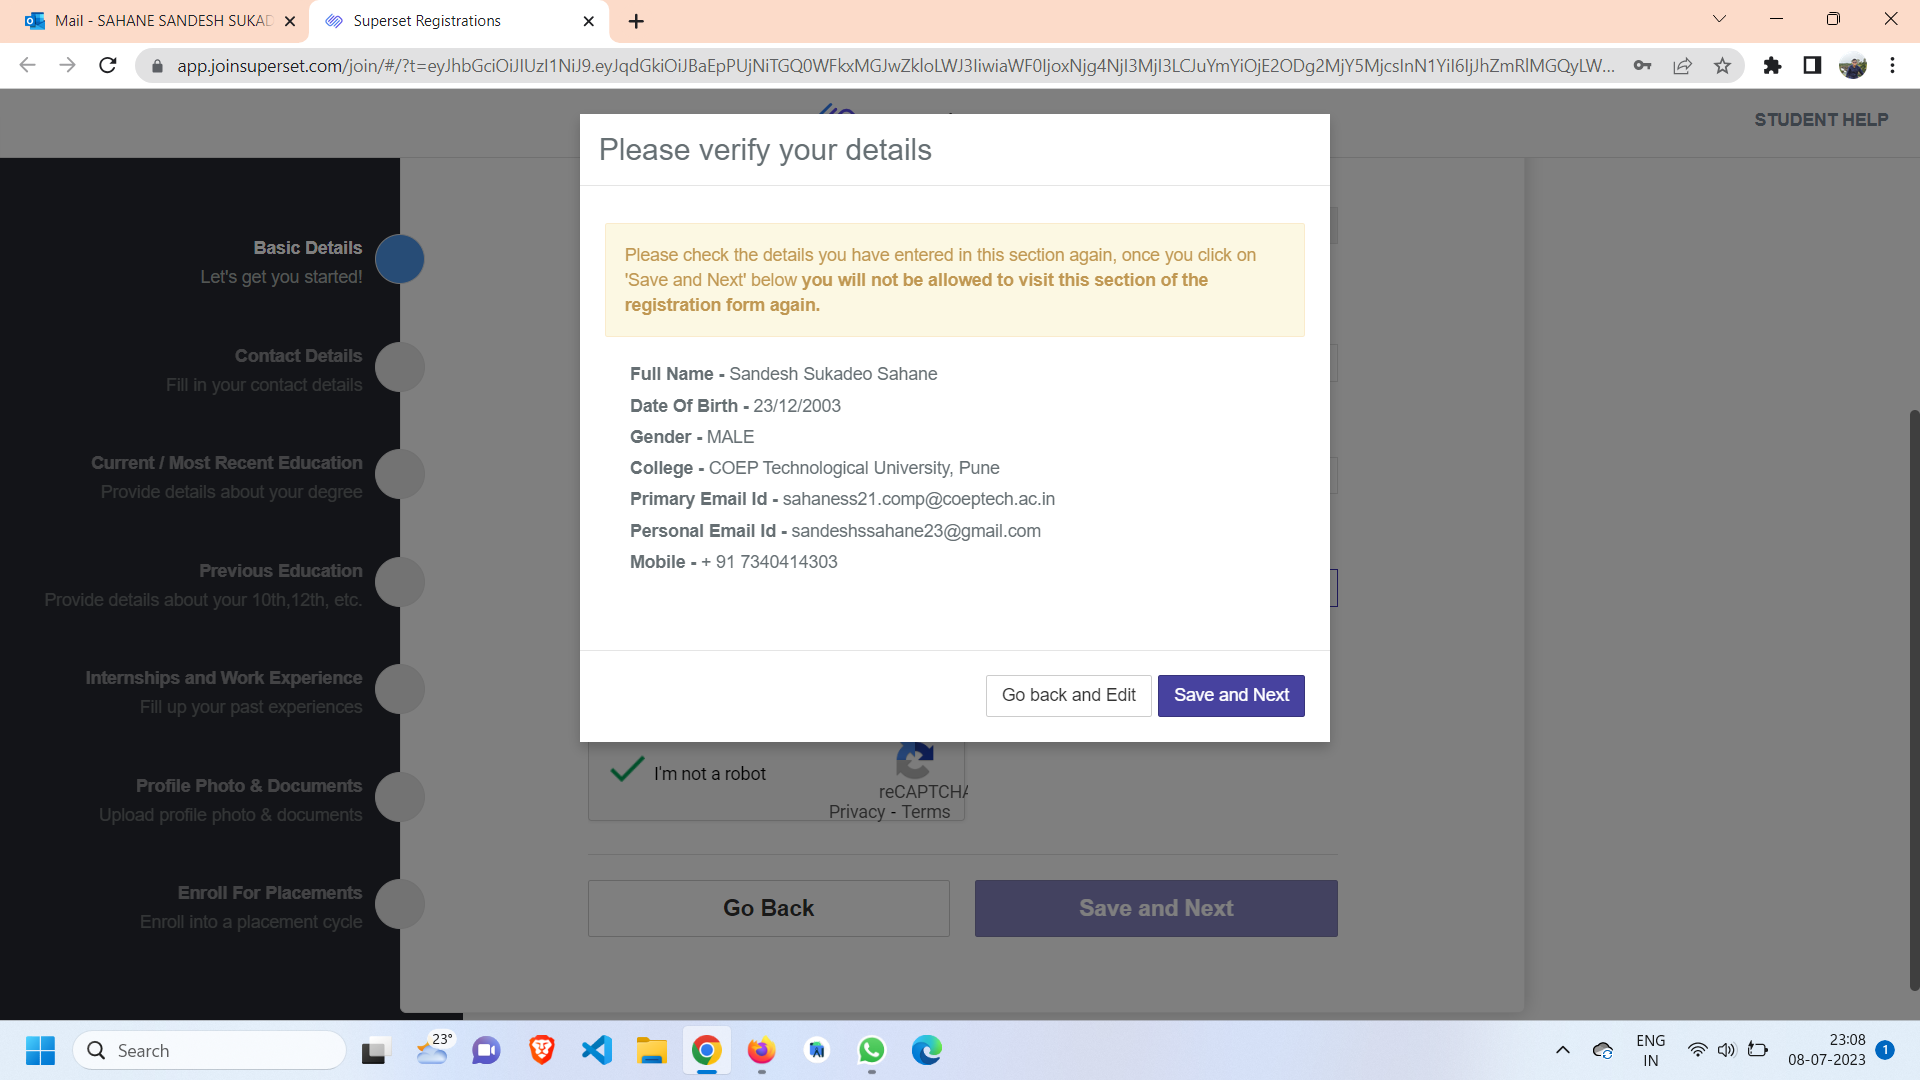 Mail - SAHANE SANDESH SUKAD
Superset Registrations
app.joinsuperset.com/join/#/?t=eyJhbGciOiJIUzI1NiJ9.eyJqdGkiOiJBaEpPUjNiTGQ0WFkxMGJwZkloLWJ3IiwiaWF0IjoxNjg4NjI3MjI3LCJuYmYiOjE2ODg2MjY5MjcsInN1YiI6IjJhZmRlMGQyLW...
STUDENT HELP
Please verify your details
Please check the details you have entered in this section again, once you click on
'Save and Next' below you will not be allowed to visit this section of the
registration form again.
Full Name - Sandesh Sukadeo Sahane
Date Of Birth - 23/12/2003
Gender - MALE
College - COEP Technological University, Pune
Primary Email Id - sahaness21.comp@coeptech.ac.in
Personal Email Id - sandeshssahane23@gmail.com
Mobile - + 91 7340414303
Go back and Edit
Save and Next
Basic Details
Let's get you started!
Contact Details
Fill in your contact details
Current / Most Recent Education
Provide details about your degree
Previous Education
Provide details about your 10th,12th, etc.
Internships and Work Experience
Fill up your past experiences
Profile Photo & Documents
Upload profile photo & documents
Enroll For Placements
Enroll into a placement cycle
I'm not a robot
reCAPTCHA
Privacy - Terms
Go Back
Save and Next
Search
23°
ENG
IN
23:08
08-07-2023
1